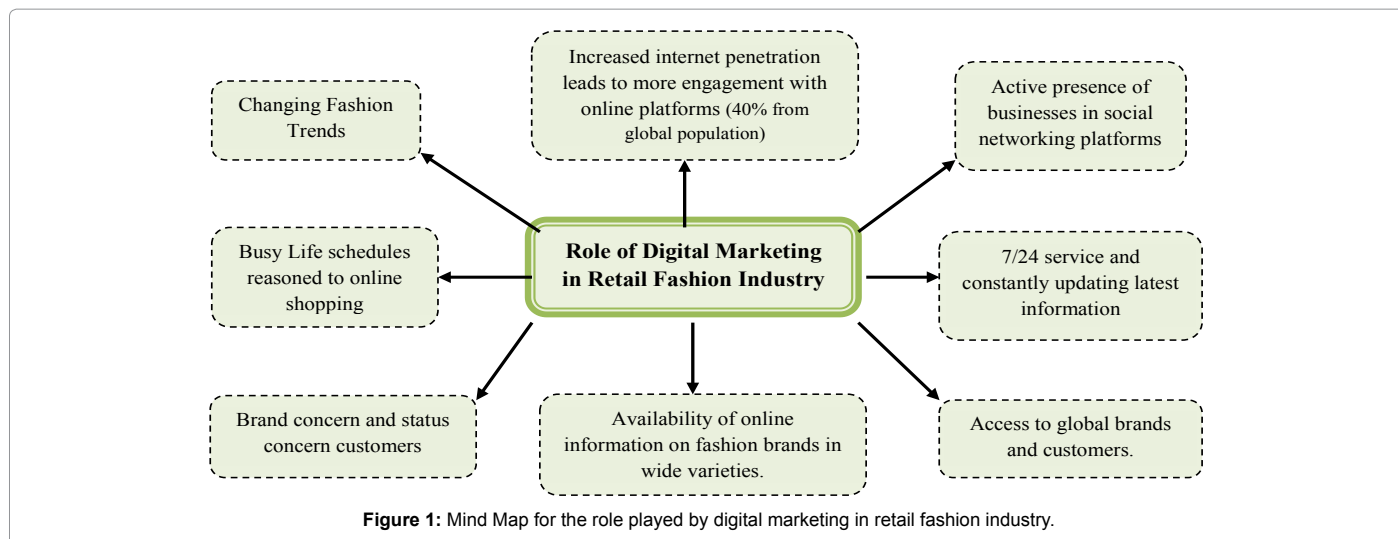 Increased internet penetration
leads to more engagement with
online platforms (40% from
global population)
Changing Fashion
Trends
Active presence of
businesses in social
networking platforms
Busy Life schedules
reasoned to online
shopping
Role of Digital Marketing
in Retail Fashion Industry
7/24 service and
constantly updating latest
information
Brand concern and status
concern customers
Availability of online
information on fashion brands in
wide varieties.
Access to global brands
and customers.
Figure 1: Mind Map for the role played by digital marketing in retail fashion industry.